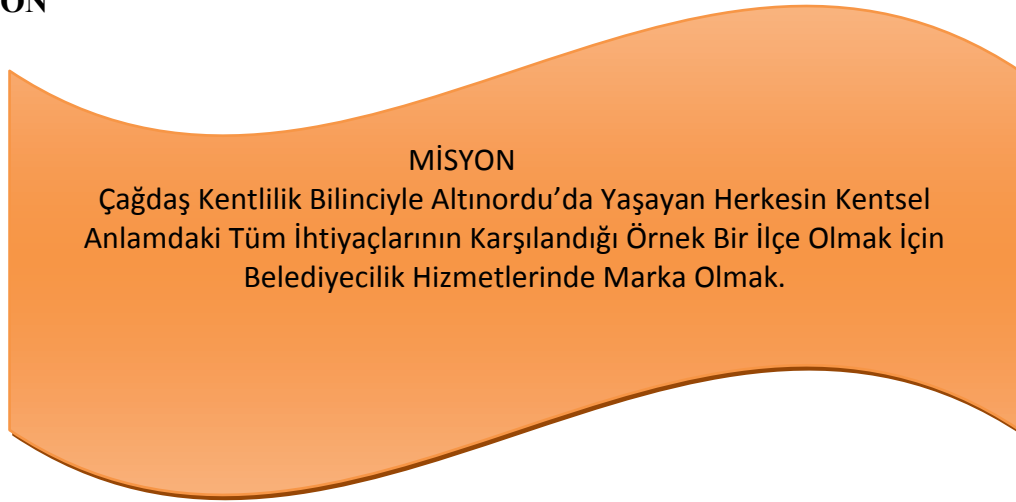 ON
MİSYON
Çağdaş Kentlilik Bilinciyle Altınordu’da Yaşayan Herkesin Kentsel
Anlamdaki Tüm İhtiyaçlarının Karşılandığı Örnek Bir İlçe Olmak İçin
Belediyecilik Hizmetlerinde Marka Olmak.